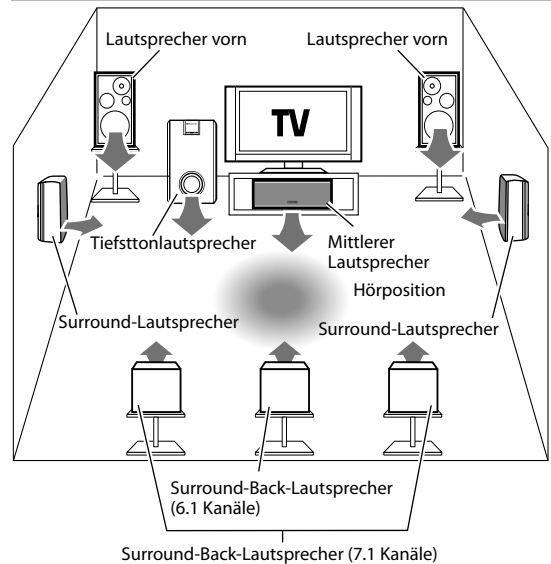 Lautsprecher vorn
Lautsprecher vorn
TV
Tiefsttonlautsprecher
Mittlerer
Lautsprecher
Hörposition
Surround-Lautsprecher
Surround-Lautsprecher
Surround-Back-Lautsprecher
(6.1 Kanäle)
Surround-Back-Lautsprecher (7.1 Kanäle)